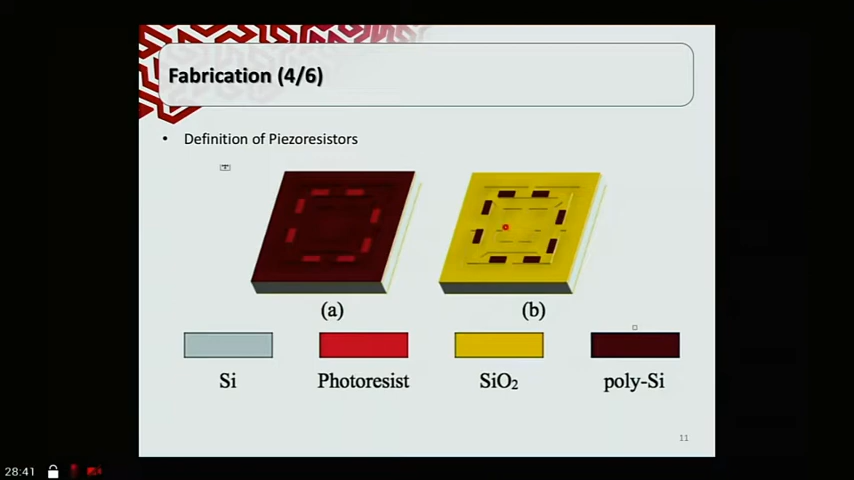 Fabrication (4/6)
• Definition of Piezoresistors
(a)
(b)
Si
Photoresist
SiO₂
poly-Si
11
28:41